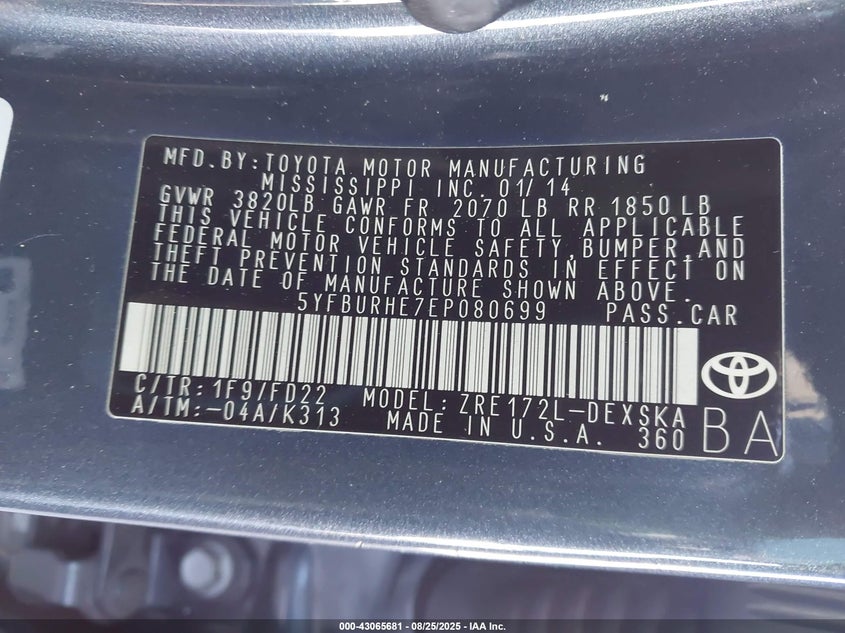 MFD.BY:TOYOTA MOTOR MANUFACTURING
MISSISSIPPI INC. 01/14
GVWR 3820LB GAWR FR 2070 LB RR 1850 LB
THIS VEHICLE CONFORMS TO ALL APPLICABLE
FEDERAL MOTOR VEHICLE SAFETY,BUMPER,AND
THEFT PREVENTION STANDARDS IN EFFECT ON
THE DATE OF MANUFACTURE SHOWN ABOVE.
5YFBURHE7EP080699 PASS.CAR
C/TR:1F9/FD22 MODEL:ZRE172L-DEXSKA
A/TM:-04A/K313 MADE IN U.S.A. 360
BA
000-43065681 - 08/25/2025 - IAA Inc.